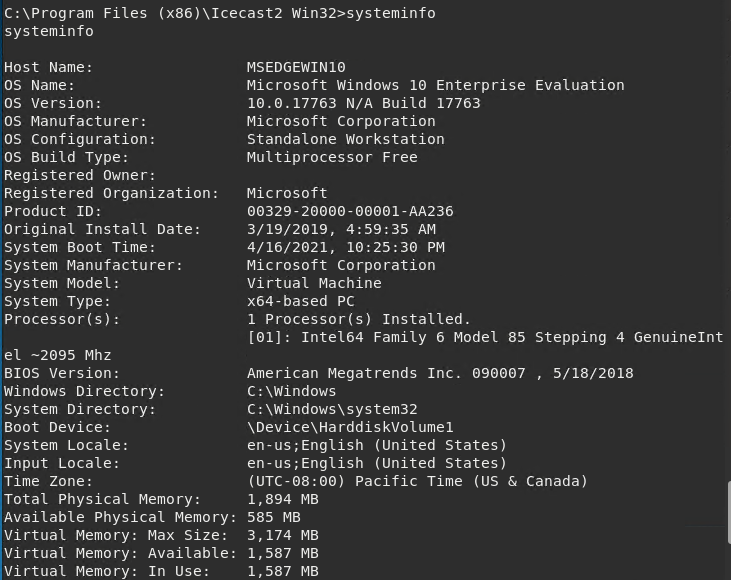 C:\Program Files (x86)\Icecast2 Win32>systeminfo
systeminfo

Host Name:                 MSEDGEWIN10
OS Name:                   Microsoft Windows 10 Enterprise Evaluation
OS Version:                10.0.17763 N/A Build 17763
OS Manufacturer:           Microsoft Corporation
OS Configuration:          Standalone Workstation
OS Build Type:             Multiprocessor Free
Registered Owner:
Registered Organization:   Microsoft
Product ID:                00329-20000-00001-AA236
Original Install Date:     3/19/2019, 4:59:35 AM
System Boot Time:          4/16/2021, 10:25:30 PM
System Manufacturer:       Microsoft Corporation
System Model:              Virtual Machine
System Type:               x64-based PC
Processor(s):              1 Processor(s) Installed.
                           [01]: Intel64 Family 6 Model 85 Stepping 4 GenuineInt
el ~2095 Mhz
BIOS Version:              American Megatrends Inc. 090007 , 5/18/2018
Windows Directory:         C:\Windows
System Directory:          C:\Windows\system32
Boot Device:               \Device\HarddiskVolume1
System Locale:             en-us;English (United States)
Input Locale:              en-us;English (United States)
Time Zone:                 (UTC-08:00) Pacific Time (US & Canada)
Total Physical Memory:     1,894 MB
Available Physical Memory: 585 MB
Virtual Memory: Max Size:  3,174 MB
Virtual Memory: Available: 1,587 MB
Virtual Memory: In Use:    1,587 MB